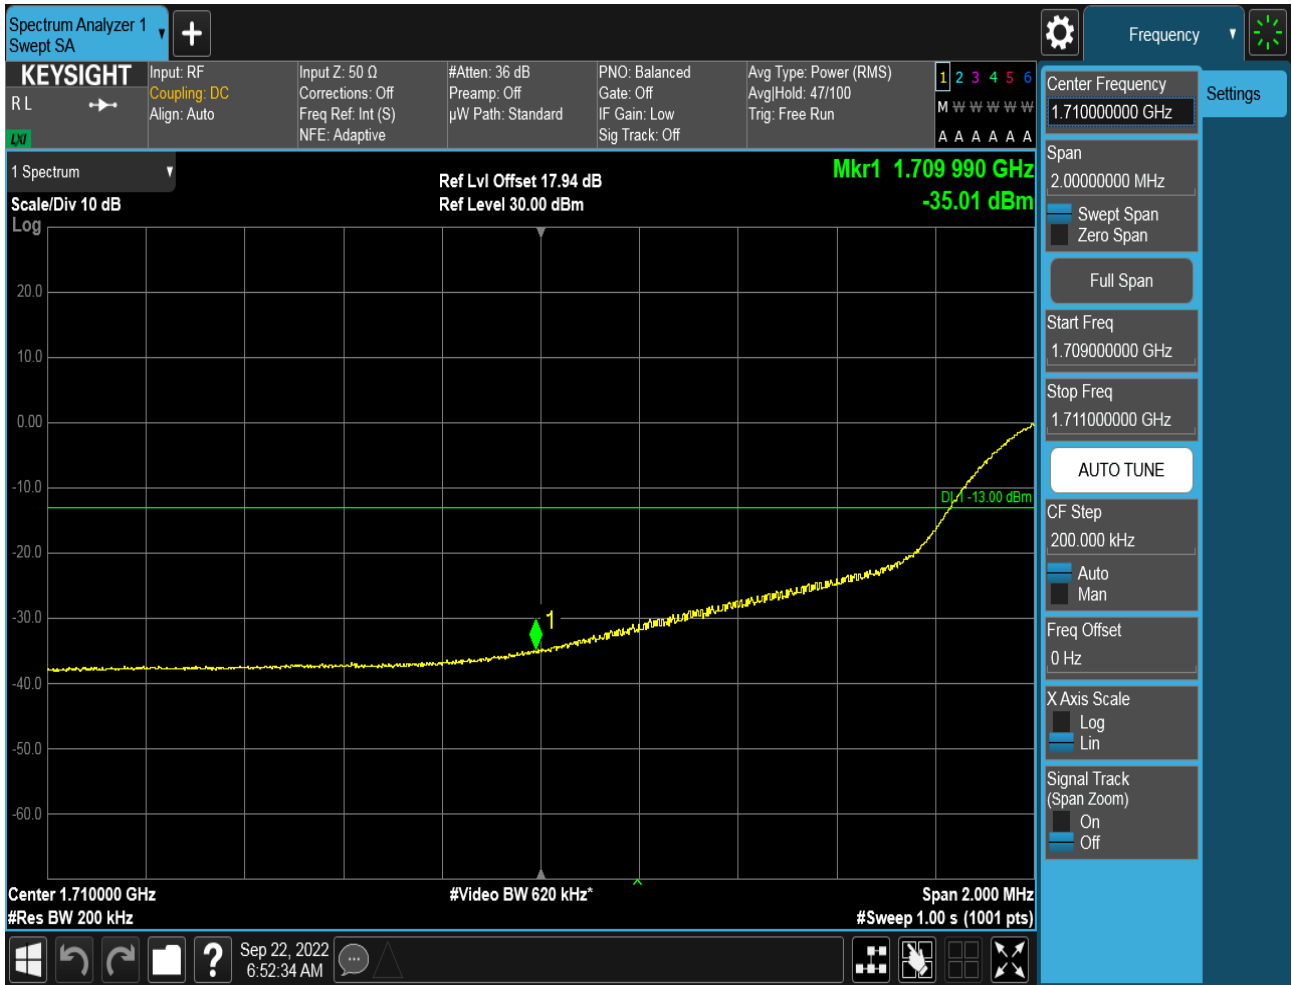 Spectrum Analyzer 1
Swept SA
Frequency
KEYSIGHT
R L
LXI
Input: RF
Coupling: DC
Align: Auto
Input Z: 50 Ω
Corrections: Off
Freq Ref: Int (S)
NFE: Adaptive
#Atten: 36 dB
Preamp: Off
µW Path: Standard
PNO: Balanced
Gate: Off
IF Gain: Low
Sig Track: Off
Avg Type: Power (RMS)
Avg|Hold: 47/100
Trig: Free Run
1 2 3 4 5 6
M W W W W W
A A A A A A
1 Spectrum
Scale/Div 10 dB
Log
Ref Lvl Offset 17.94 dB
Ref Level 30.00 dBm
Mkr1 1.709 990 GHz
-35.01 dBm
20.0
10.0
0.00
-10.0
-20.0
-30.0
-40.0
-50.0
-60.0
DL1 -13.00 dBm
1
Center 1.710000 GHz
#Res BW 200 kHz
#Video BW 620 kHz*
Span 2.000 MHz
#Sweep 1.00 s (1001 pts)
Sep 22, 2022
6:52:34 AM
Center Frequency
1.710000000 GHz
Settings
Span
2.00000000 MHz
Swept Span
Zero Span
Full Span
Start Freq
1.709000000 GHz
Stop Freq
1.711000000 GHz
AUTO TUNE
CF Step
200.000 kHz
Auto
Man
Freq Offset
0 Hz
X Axis Scale
Log
Lin
Signal Track
(Span Zoom)
On
Off